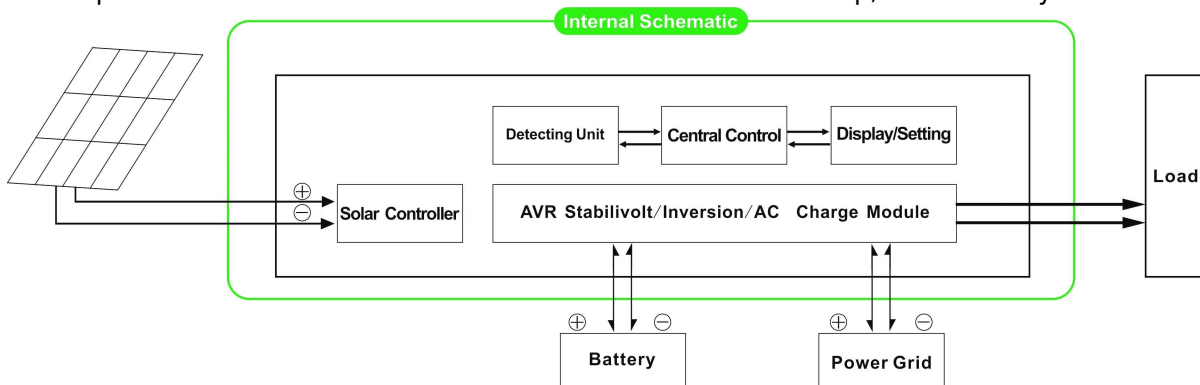 Internal Schematic
Detecting Unit
Central Control
Display/Setting
Load
⊕
⊖
Solar Controller
AVR Stabilivolt/Inversion/AC Charge Module
⊕ ⊖
⊕ ⊖
Battery
Power Grid